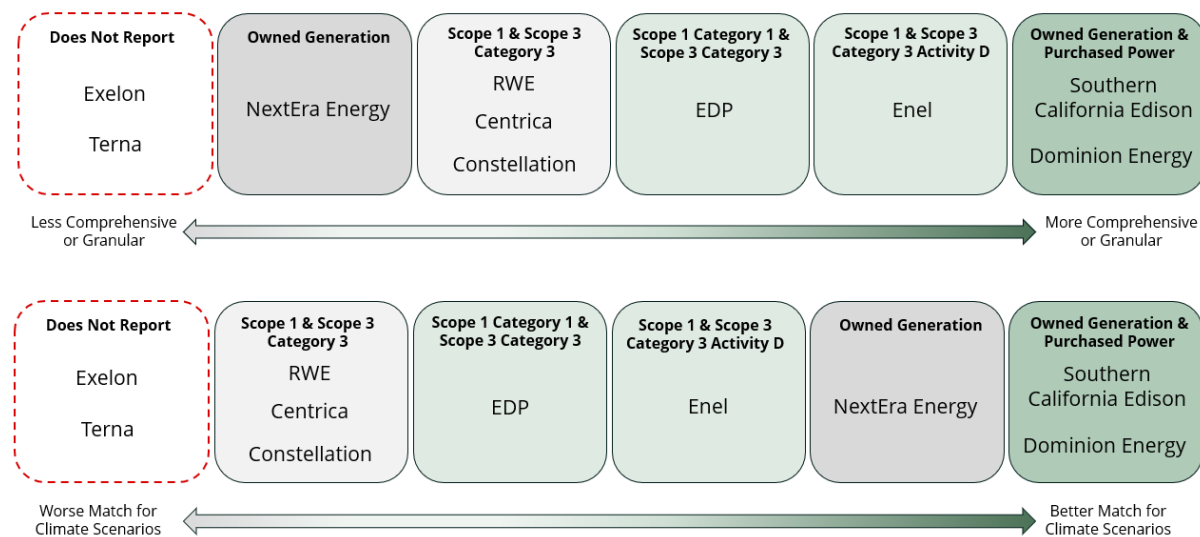 Does Not Report
Exelon
Terna
Owned Generation
NextEra Energy
Scope 1 & Scope 3
Category 3
RWE
Centrica
Constellation
Scope 1 Category 1 &
Scope 3 Category 3
EDP
Scope 1 & Scope 3
Category 3 Activity D
Enel
Owned Generation &
Purchased Power
Southern
California Edison
Dominion Energy
Less Comprehensive
or Granular
More Comprehensive
or Granular
Does Not Report
Exelon
Terna
Scope 1 & Scope 3
Category 3
RWE
Centrica
Constellation
Scope 1 Category 1 &
Scope 3 Category 3
EDP
Scope 1 & Scope 3
Category 3 Activity D
Enel
Owned Generation
NextEra Energy
Owned Generation &
Purchased Power
Southern
California Edison
Dominion Energy
Worse Match for
Climate Scenarios
Better Match for
Climate Scenarios